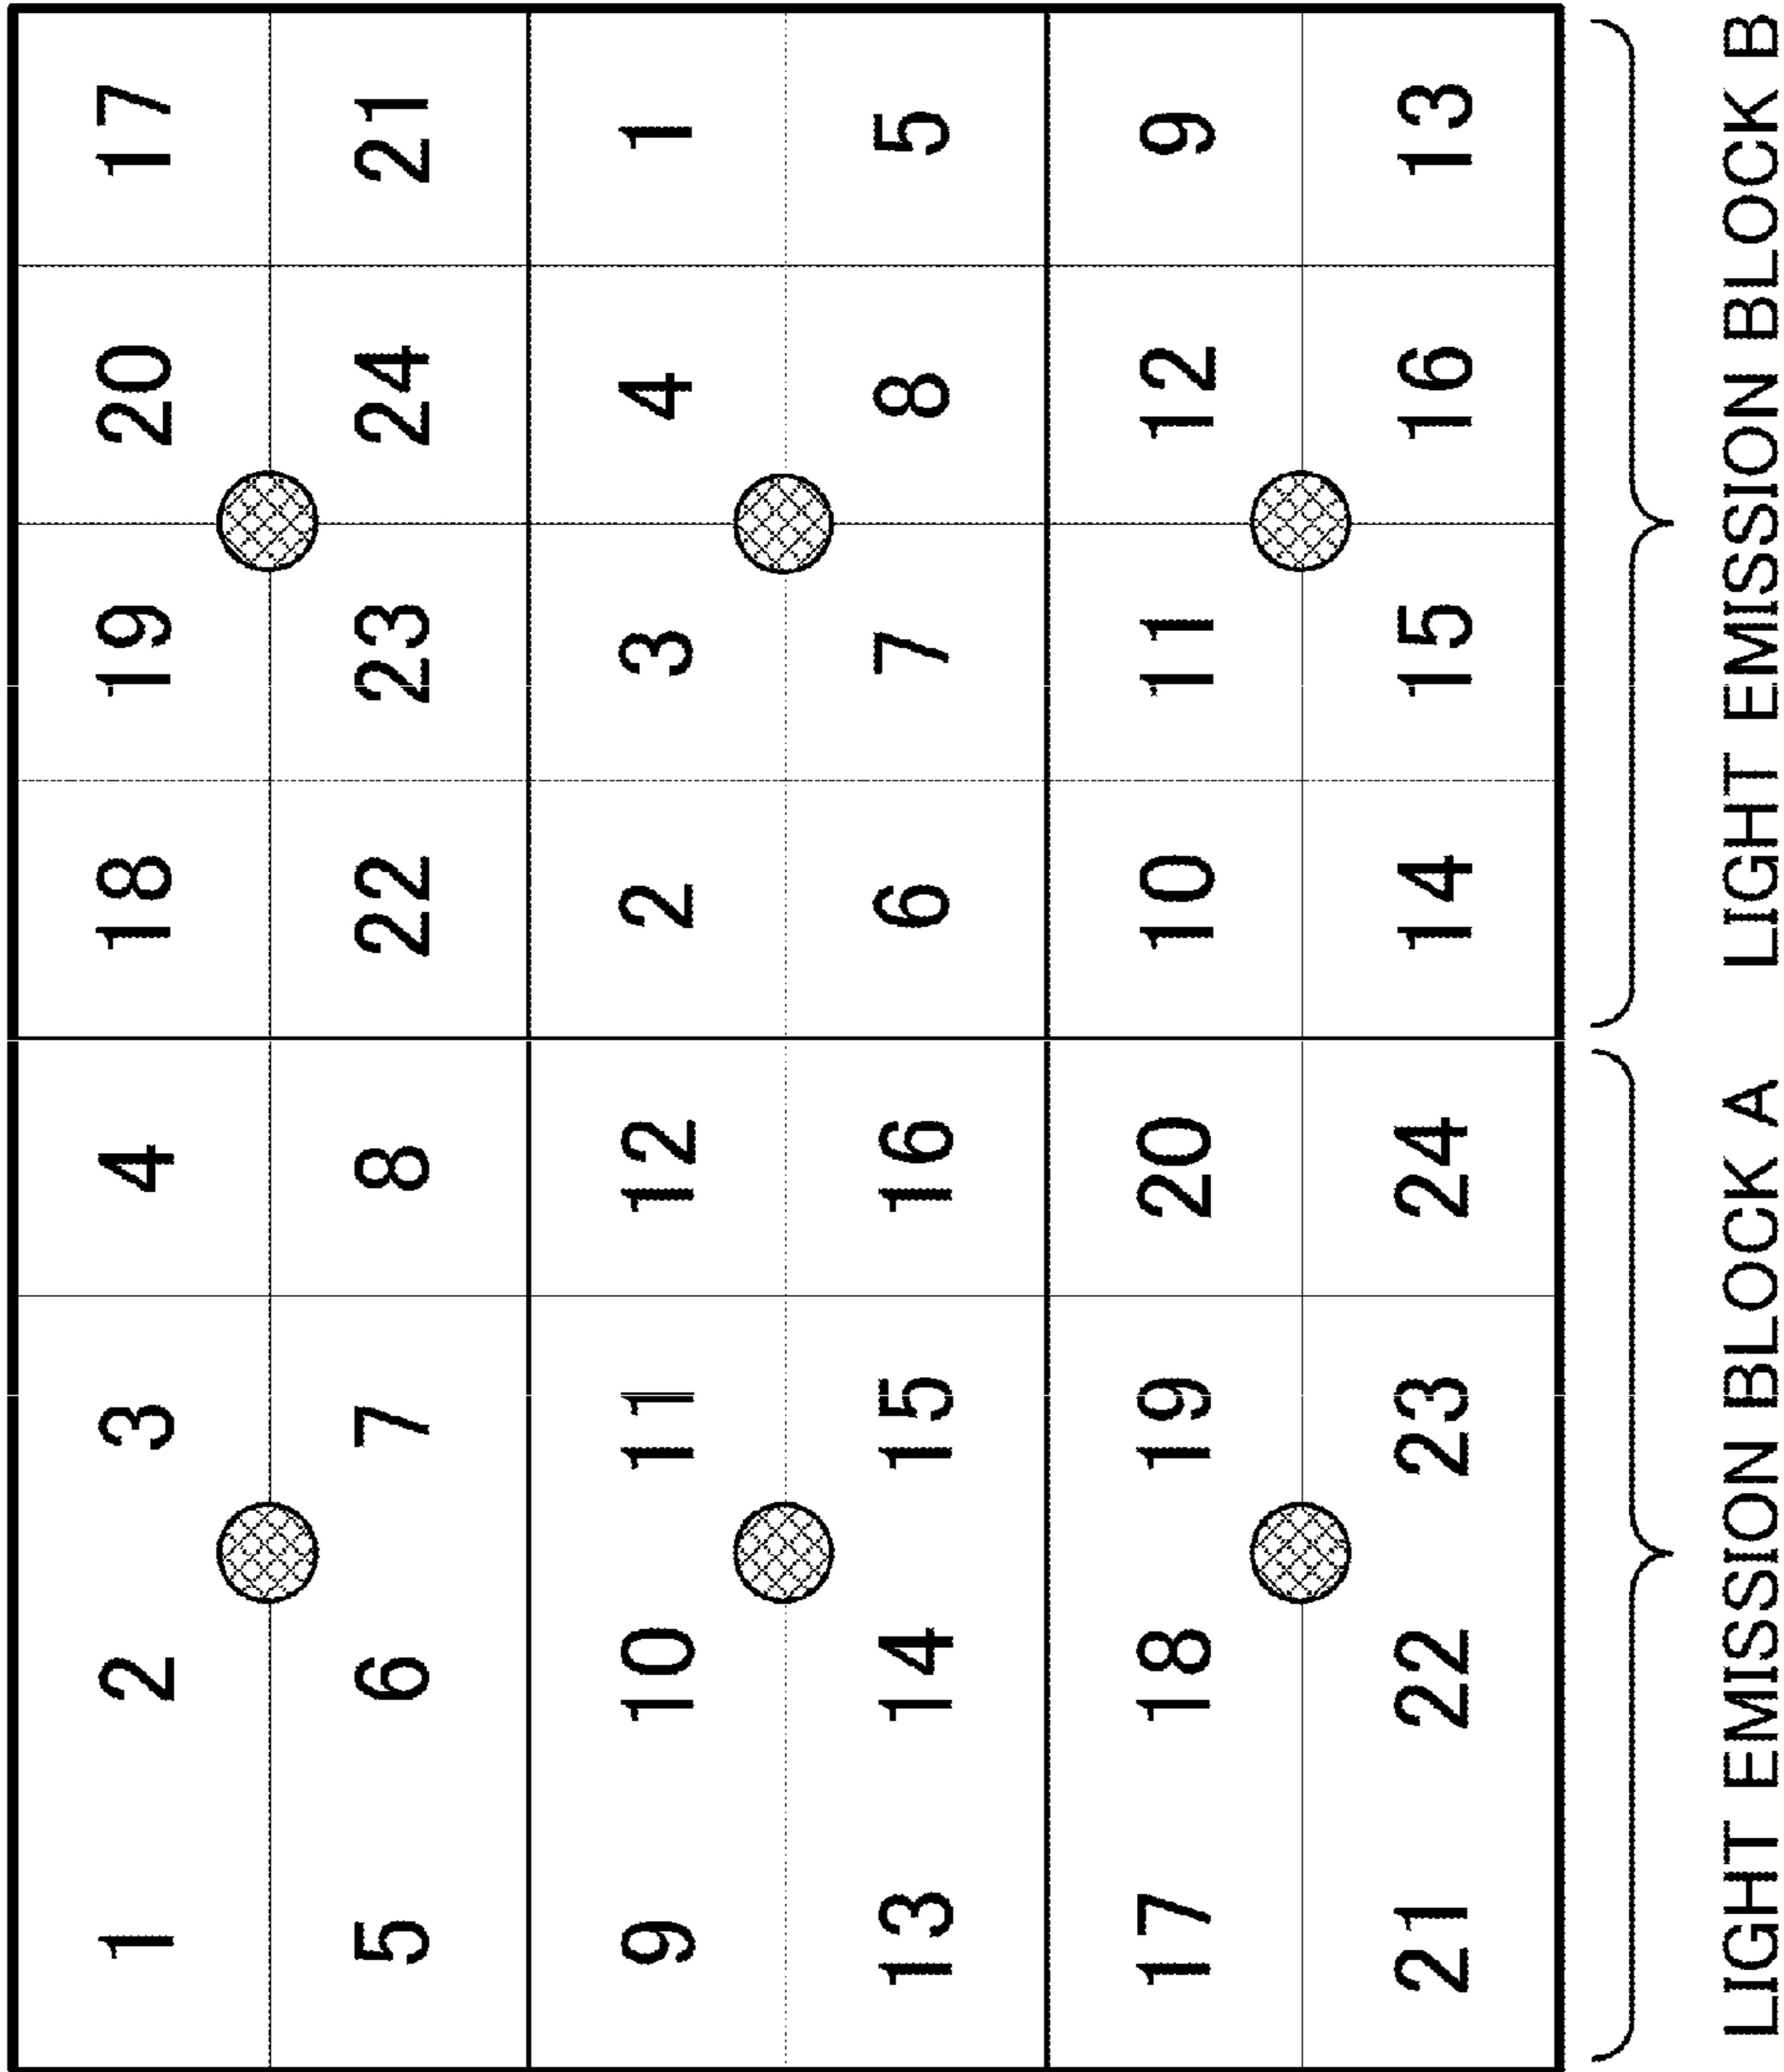 1 2 3 4 18 19 20 17
5 6 7 8 22 23 24 21
9 10 11 12 2 3 4 1
13 14 15 16 6 7 8 5
17 18 19 20 10 11 12 9
21 22 23 24 14 15 16 13
LIGHT EMISSION BLOCK A LIGHT EMISSION BLOCK B